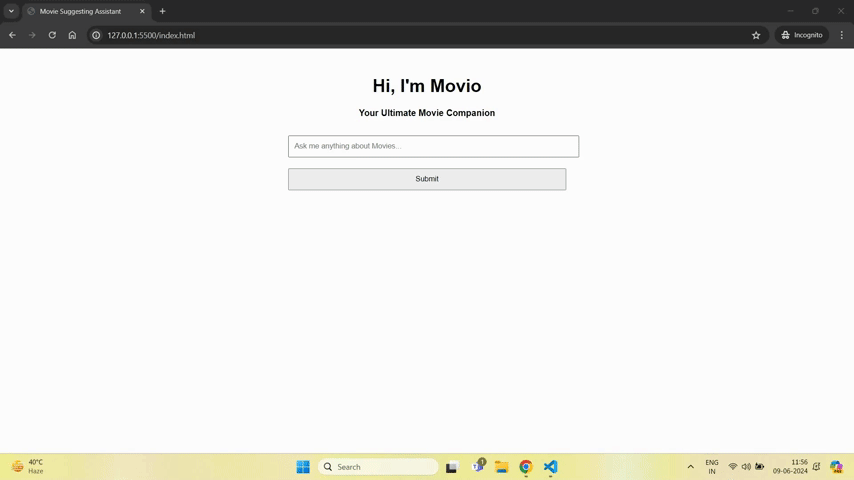 Movie Suggesting Assistant
127.0.0.1:5500/index.html
Incognito
Hi, I'm Movio
Your Ultimate Movie Companion
Ask me anything about Movies...
Submit
40°C
Haze
Search
1
ENG
IN
11:56
09-06-2024